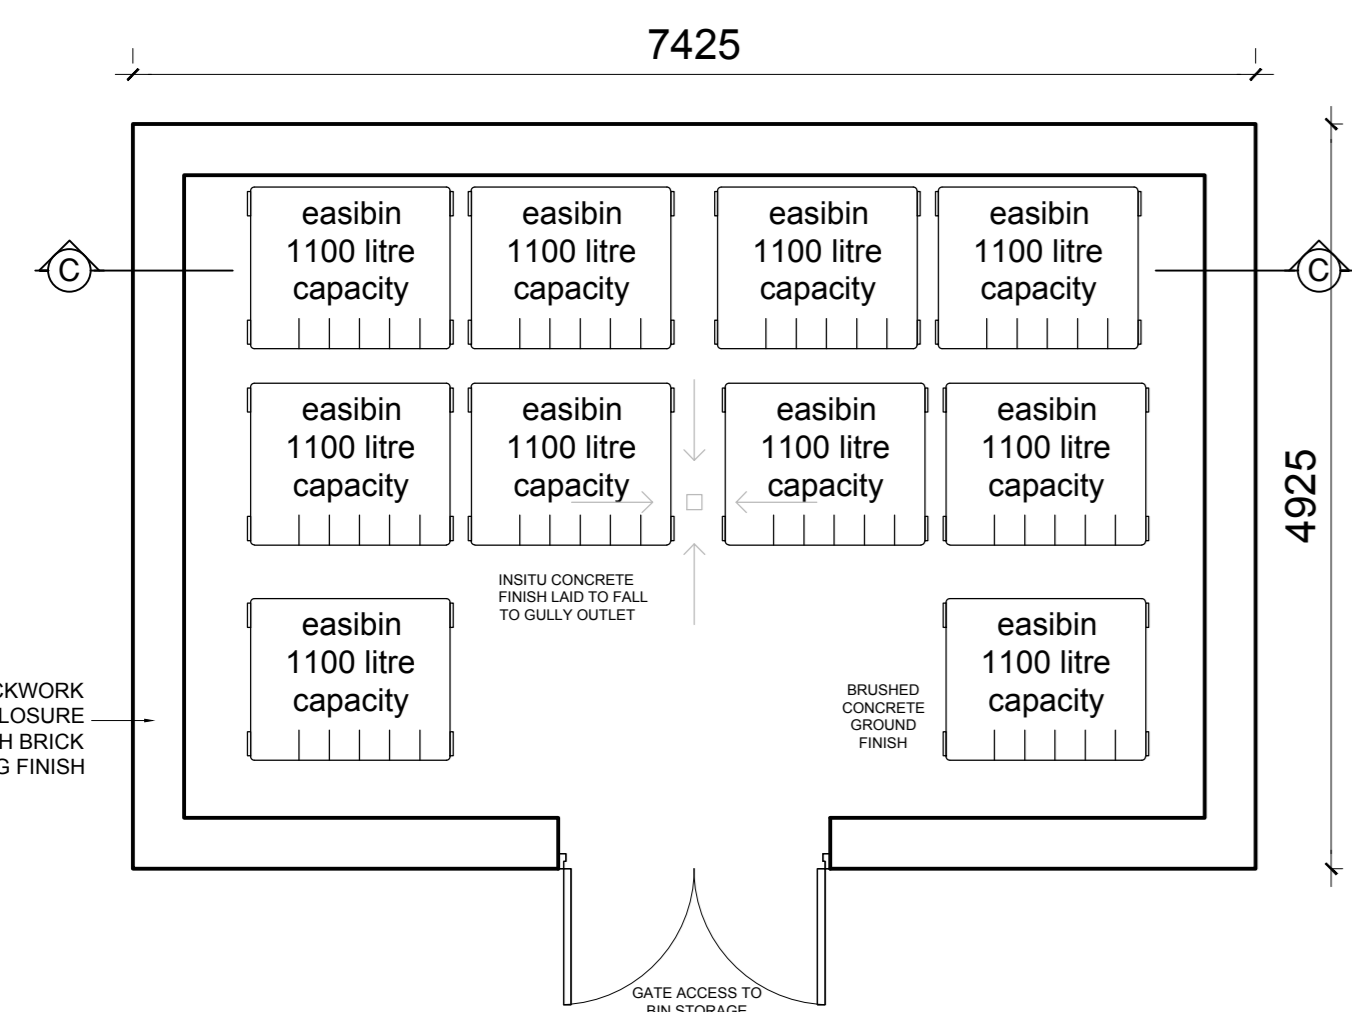 7425
easibin
1100 litre
capacity
easibin
1100 litre
capacity
easibin
1100 litre
capacity
easibin
1100 litre
capacity
C
C
easibin
1100 litre
capacity
easibin
1100 litre
capacity
easibin
1100 litre
capacity
easibin
1100 litre
capacity
4925
INSITU CONCRETE
FINISH LAID TO FALL
TO GULLY OUTLET
easibin
1100 litre
capacity
easibin
1100 litre
capacity
CKWORK
LOSURE
H BRICK
G FINISH
BRUSHED
CONCRETE
GROUND
FINISH
GATE ACCESS TO
BIN STORAGE